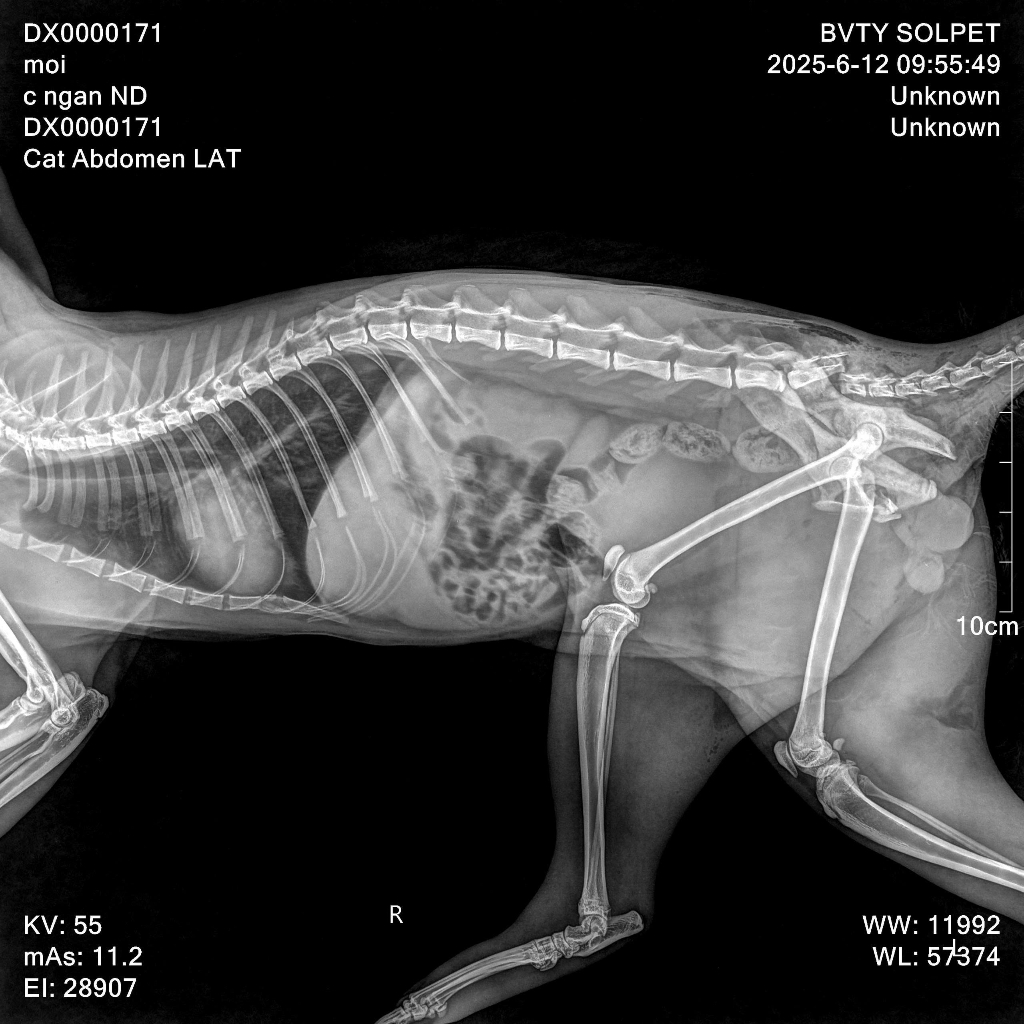 DX0000171
moi
c ngan ND
DX0000171
Cat Abdomen LAT
BVTY SOLPET
2025-6-12 09:55:49
Unknown
Unknown
10cm
R
KV: 55
mAs: 11.2
EI: 28907
WW: 11992
WL: 57374